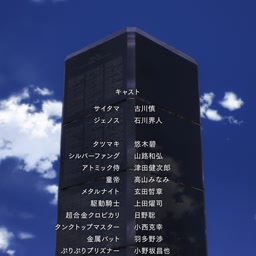 キャスト
サイタマ 古川慎
ジェノス 石川界人
タツマキ 悠木碧
シルバーファング 山路和弘
アトミック侍 津田健次郎
童帝 高山みなみ
メタルナイト 玄田哲章
駆動騎士 上田燿司
超合金クロビカリ 日野聡
タンクトップマスター 小西克幸
金属バット 羽多野渉
ぷりぷりプリズナー 小野坂昌也